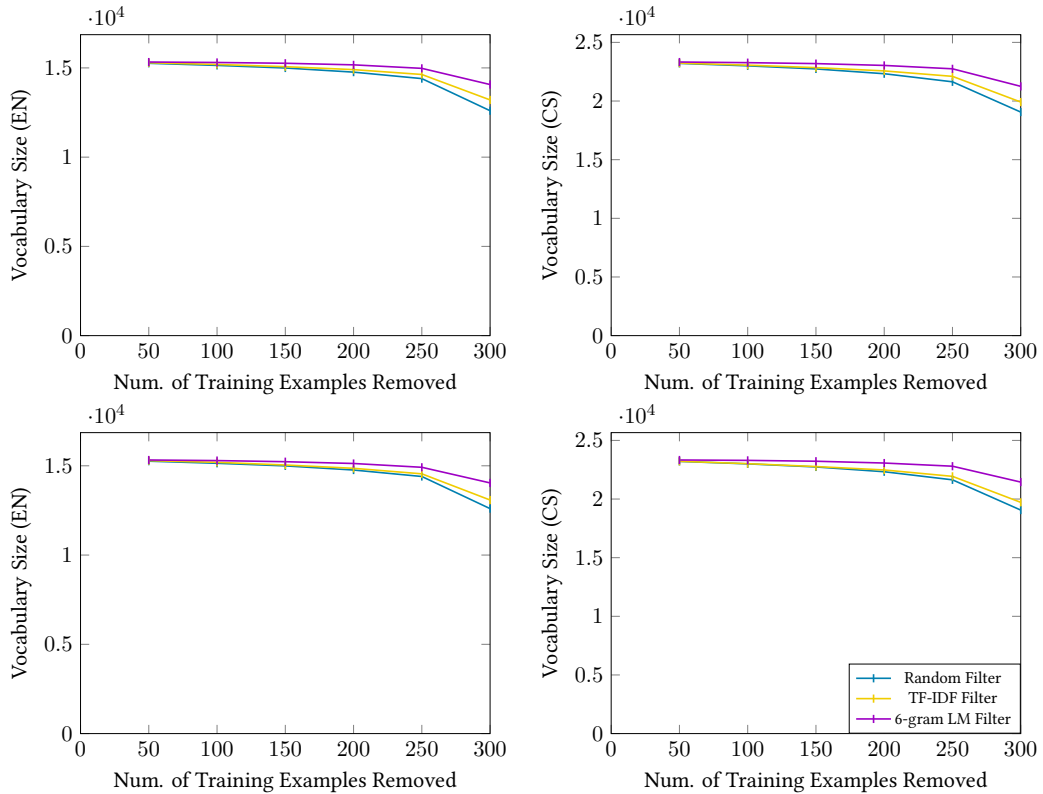 ·10^4
1.5
1
0.5
0
0 50 100 150 200 250 300
Vocabulary Size (EN)
Num. of Training Examples Removed
·10^4
2.5
2
1.5
1
0.5
0
0 50 100 150 200 250 300
Vocabulary Size (CS)
Num. of Training Examples Removed
·10^4
1.5
1
0.5
0
0 50 100 150 200 250 300
Vocabulary Size (EN)
Num. of Training Examples Removed
·10^4
2.5
2
1.5
1
0.5
0
0 50 100 150 200 250 300
Vocabulary Size (CS)
Num. of Training Examples Removed
Random Filter
TF-IDF Filter
6-gram LM Filter